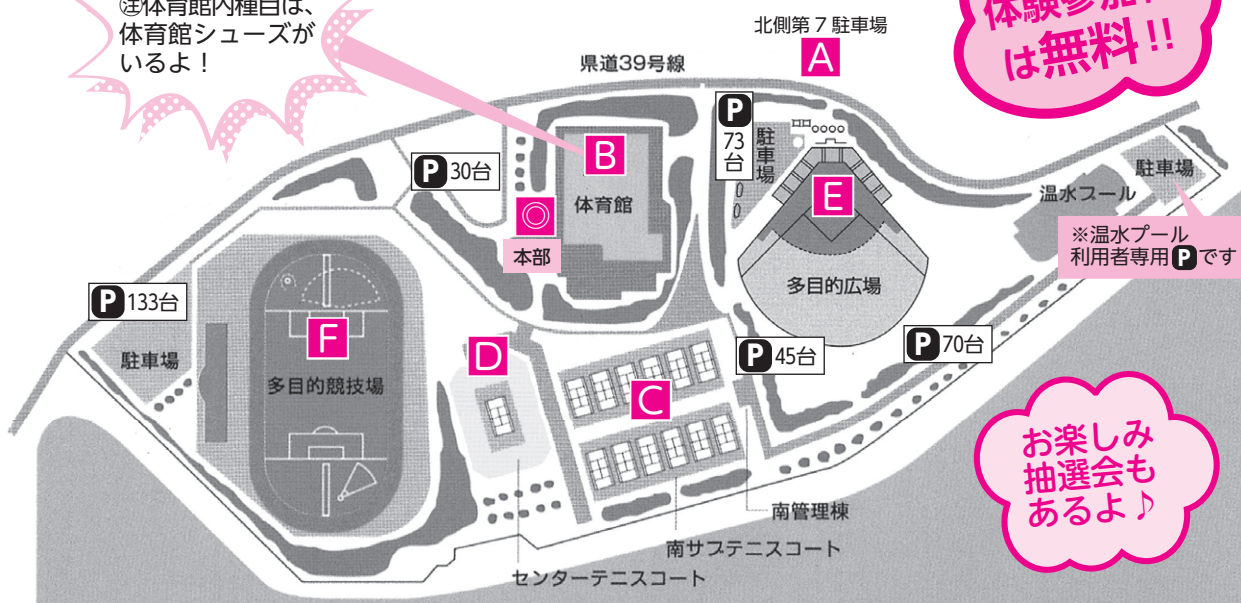 ㊟体育館内種目は、
体育館シューズが
いるよ！
北側第７駐車場
A
県道39号線
は無料!!
P
73
台
駐車場
P 30台
B
体育館
◎
本部
E
多目的広場
温水プール
駐車場
※温水プール
利用者専用Pです
P 133台
駐車場
F
多目的競技場
D
C
P 45台
P 70台
お楽しみ
抽選会も
あるよ♪
南管理棟
南サブテニスコート
センターテニスコート